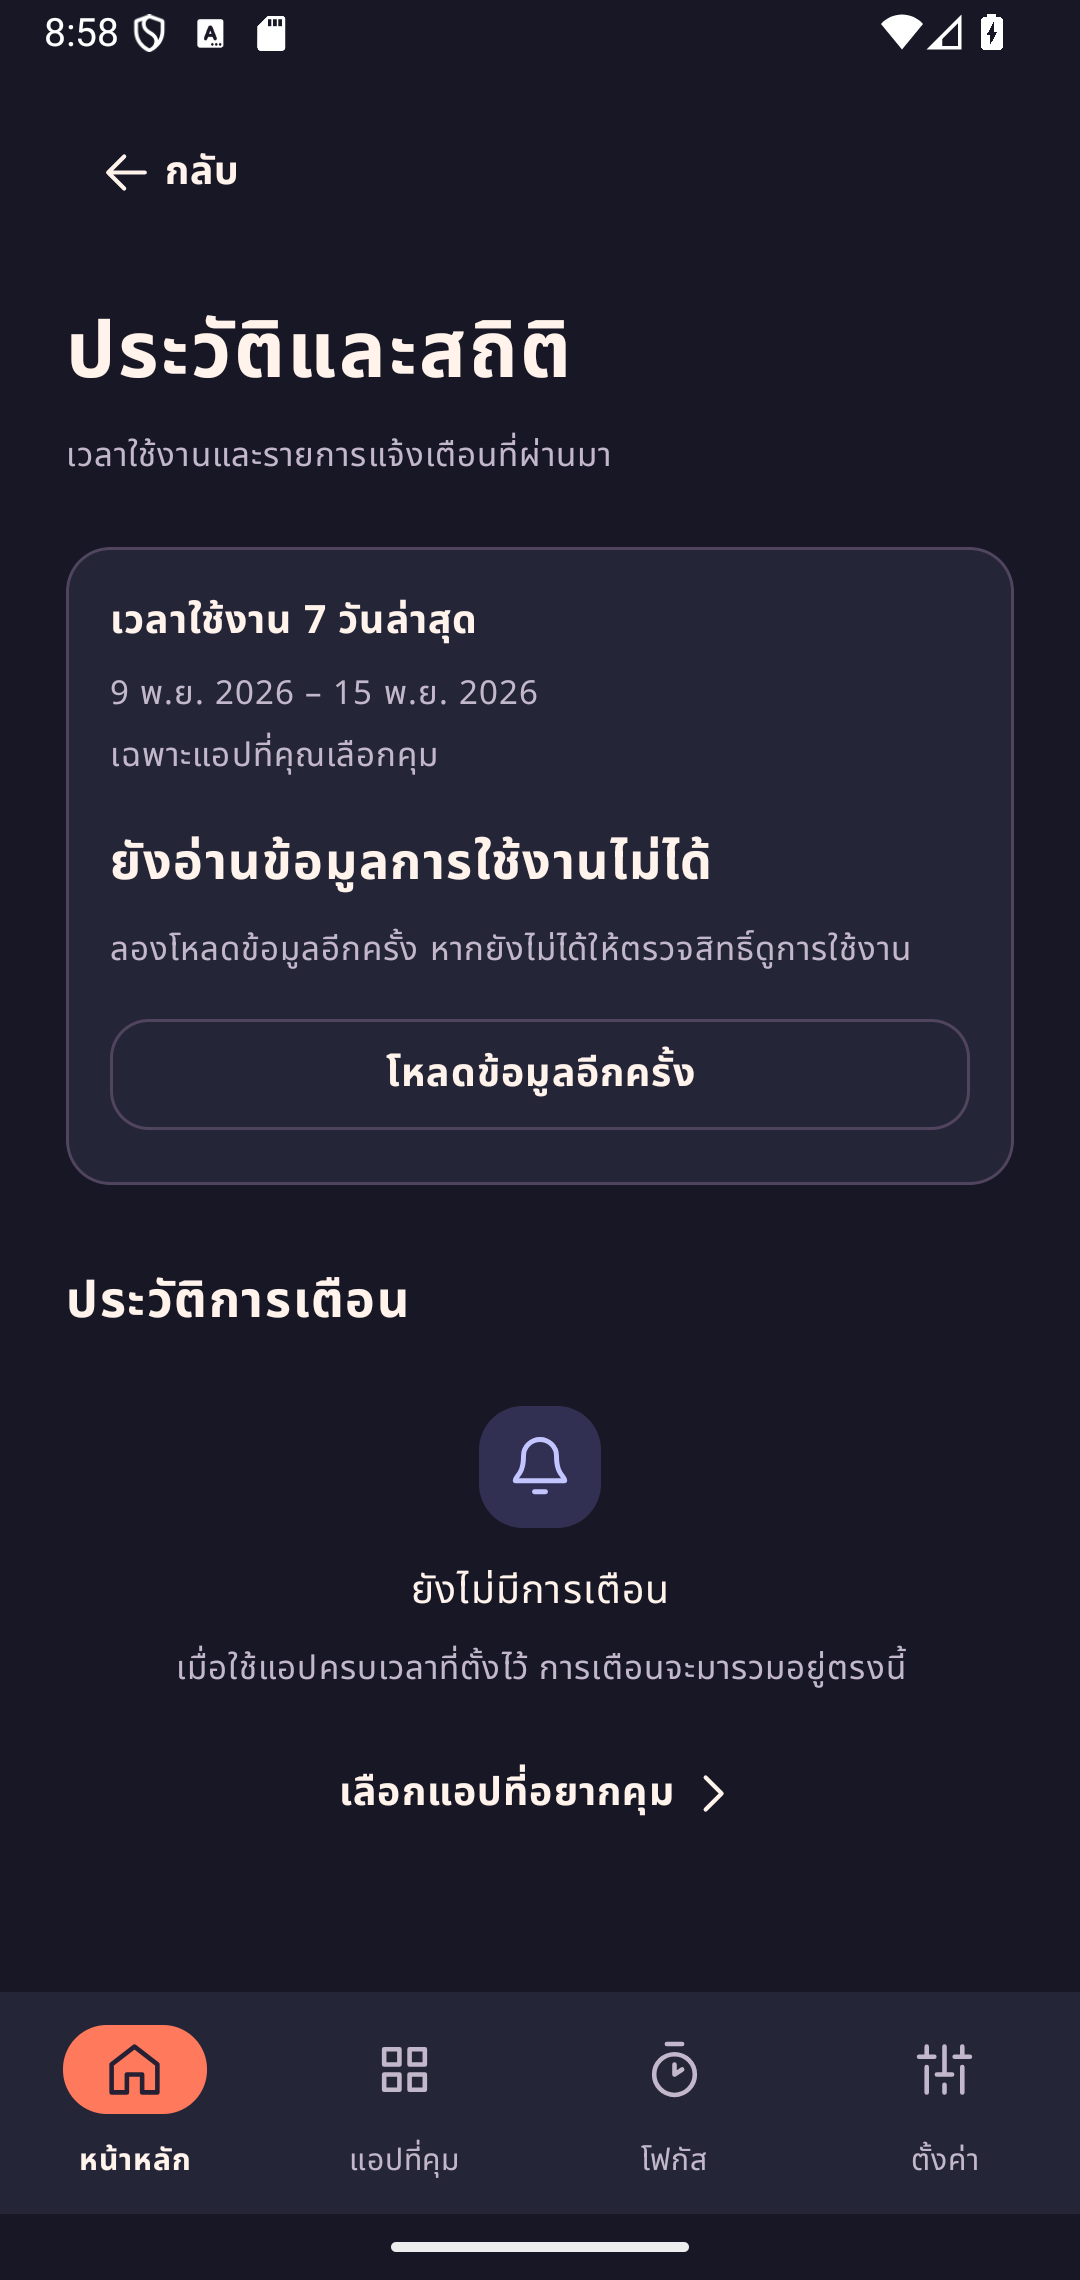 8:58
กลับ
ประวัติและสถิติ
เวลาใช้งานและรายการแจ้งเตือนที่ผ่านมา
เวลาใช้งาน 7 วันล่าสุด
9 พ.ย. 2026 – 15 พ.ย. 2026
เฉพาะแอปที่คุณเลือกคุม
ยังอ่านข้อมูลการใช้งานไม่ได้
ลองโหลดข้อมูลอีกครั้ง หากยังไม่ได้ให้ตรวจสิทธิ์ดูการใช้งาน
โหลดข้อมูลอีกครั้ง
ประวัติการเตือน
ยังไม่มีการเตือน
เมื่อใช้แอปครบเวลาที่ตั้งไว้ การเตือนจะมารวมอยู่ตรงนี้
เลือกแอปที่อยากคุม
หน้าหลัก
แอปที่คุม
โฟกัส
ตั้งค่า